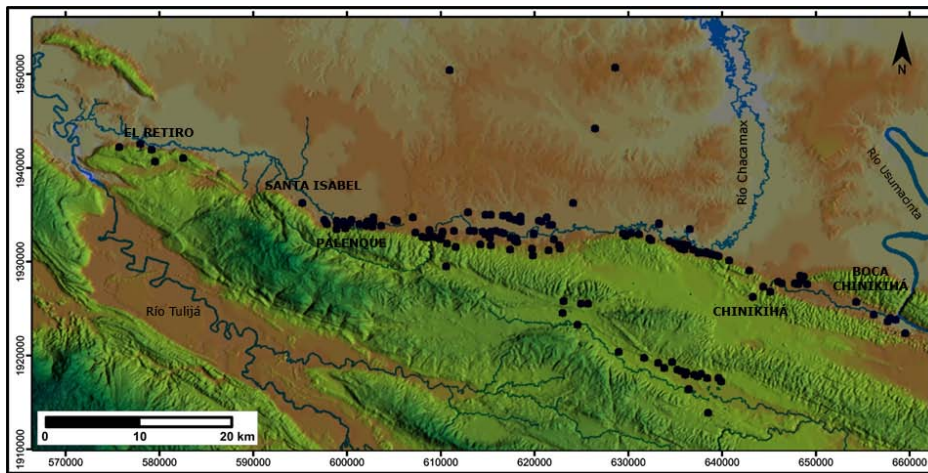 1950000
1940000
1930000
1920000
1910000
N
EL RETIRO
SANTA ISABEL
PALENQUE
Río Chacamax
Río Usumacinta
BOCA
CHINIKIHÁ
CHINIKIHÁ
Río Tulijá
0 10 20 km
570000 580000 590000 600000 610000 620000 630000 640000 650000 660000